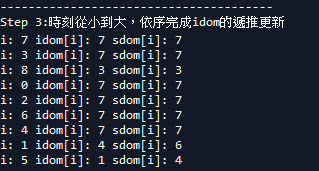 ----------------------------------------
Step 3:時刻從小到大，依序完成idom的遞推更新
i: 7 idom[i]: 7 sdom[i]: 7
i: 3 idom[i]: 7 sdom[i]: 7
i: 8 idom[i]: 3 sdom[i]: 3
i: 0 idom[i]: 7 sdom[i]: 7
i: 2 idom[i]: 7 sdom[i]: 7
i: 6 idom[i]: 7 sdom[i]: 7
i: 4 idom[i]: 7 sdom[i]: 7
i: 1 idom[i]: 4 sdom[i]: 6
i: 5 idom[i]: 1 sdom[i]: 4